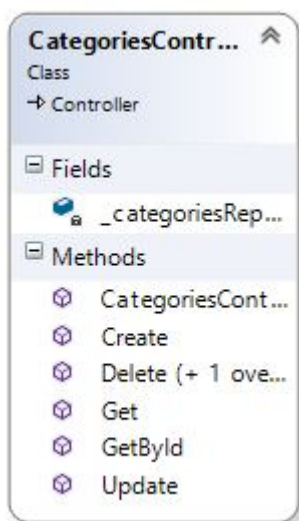 CategoriesContr...
Class
Controller
Fields
_categoriesRep...
Methods
CategoriesCont...
Create
Delete (+ 1 ove...
Get
GetById
Update